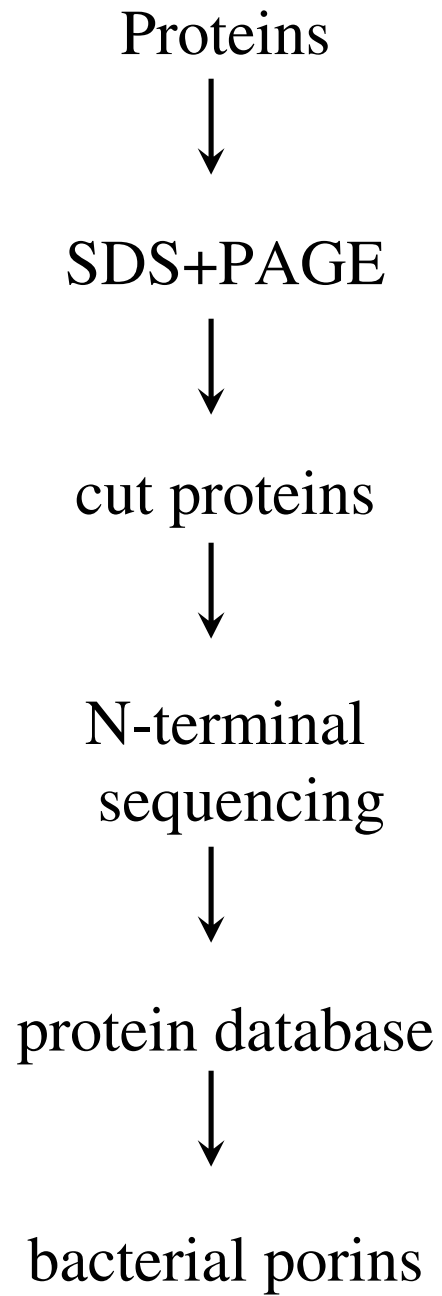 Proteins
SDS+PAGE
cut proteins
N-terminal
sequencing
protein database
bacterial porins